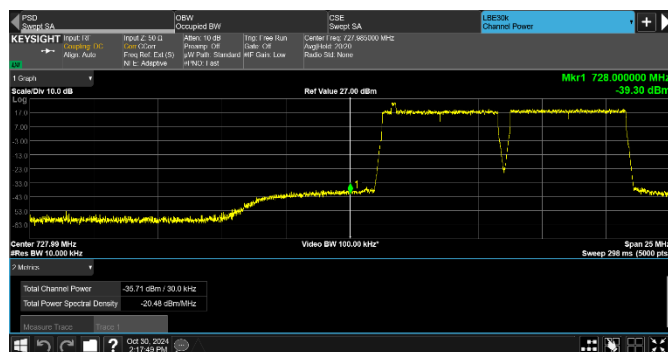 PSD
Swept SA
OBW
Occupied BW
CSE
Swept SA
LBE30k
Channel Power
KEYSIGHT Input: RF
Coupling: DC
Align: Auto
Input Z: 50 Ω
Corr CCorr
Freq Ref: Ext (S)
NFE: Adaptive
Atten: 10 dB
Preamp: Off
µW Path: Standard
#PNO: Fast
Trig: Free Run
Gate: Off
#IF Gain: Low
Center Freq: 727.985000 MHz
Avg|Hold: 20/20
Radio Std: None
1 Graph
Scale/Div 10.0 dB
Ref Value 27.00 dBm
Mkr1 728.000000 MHz
-39.30 dBm
Log
17.0
7.00
-3.00
-13.0
-23.0
-33.0
-43.0
-53.0
-63.0
1
Center 727.99 MHz
#Res BW 10.000 kHz
Video BW 100.00 kHz*
Span 25 MHz
Sweep 298 ms (5000 pts)
2 Metrics
Total Channel Power -35.71 dBm / 30.0 kHz
Total Power Spectral Density -20.48 dBm/MHz
Measure Trace Trace 1
Oct 30, 2024
2:17:49 PM